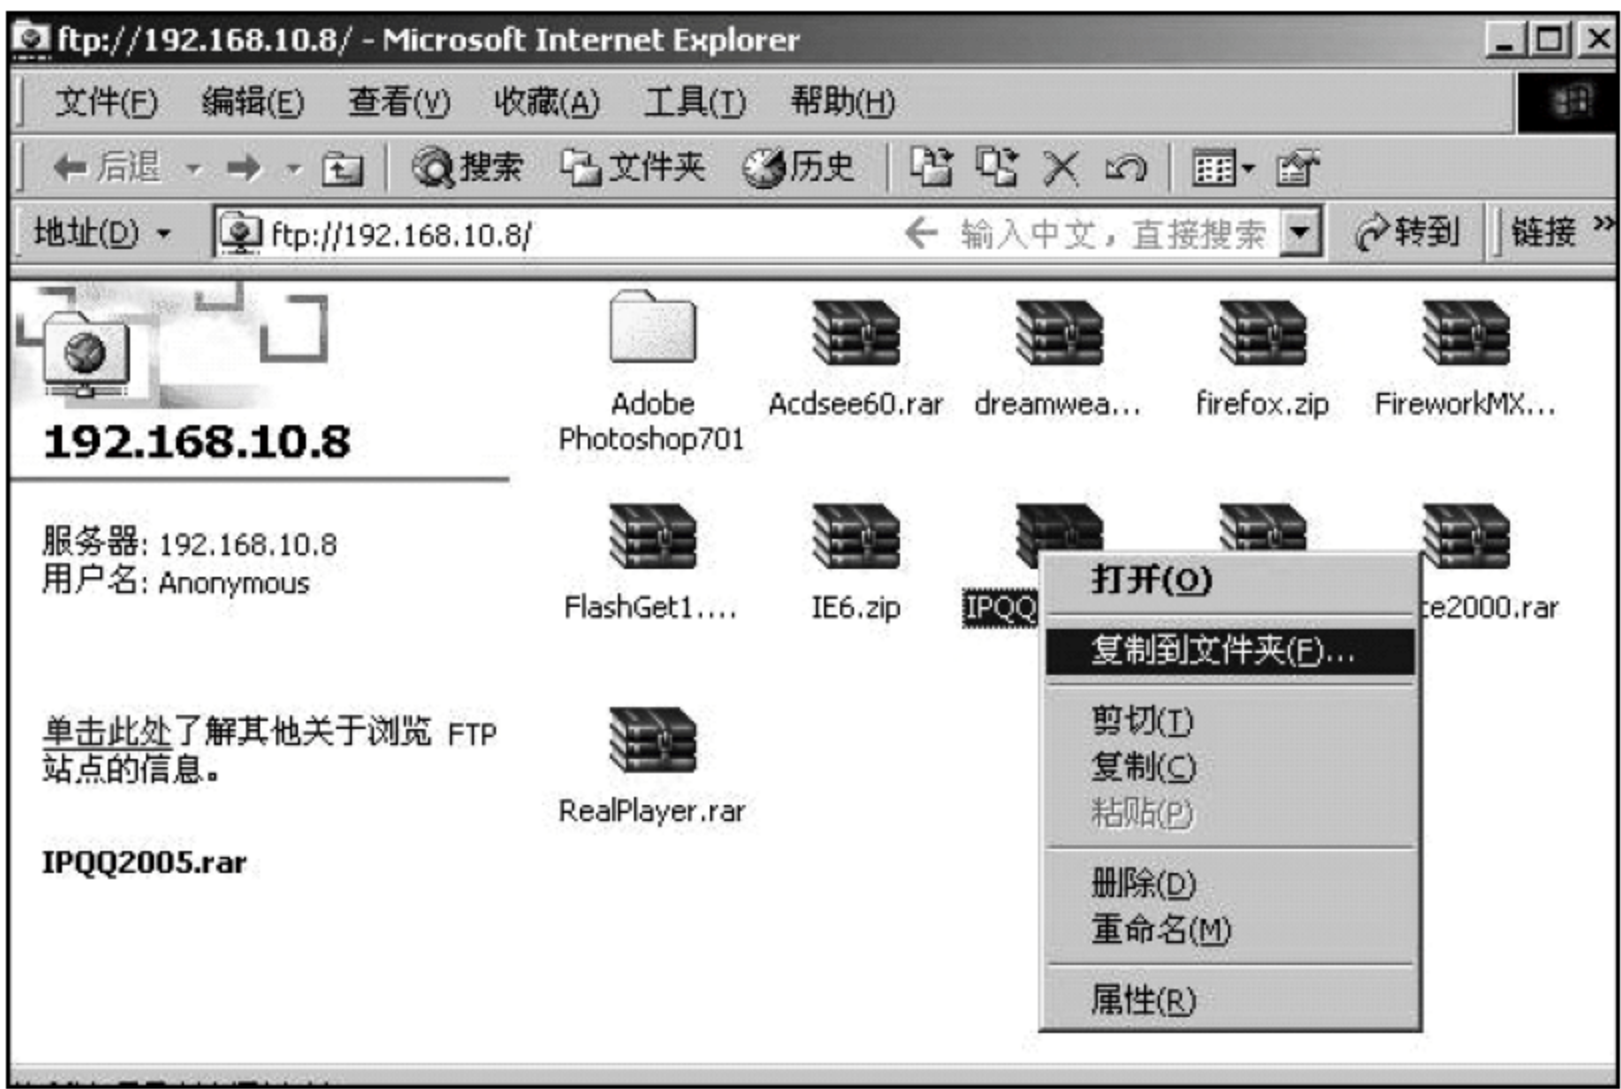 ftp://192.168.10.8/ - Microsoft Internet Explorer
文件(F) 编辑(E) 查看(V) 收藏(A) 工具(T) 帮助(H)
后退 搜索 文件夹 历史
地址(D) ftp://192.168.10.8/ 输入中文，直接搜索 转到 链接 »
Adobe Photoshop701
Acdsee60.rar dreamwea... firefox.zip FireworkMX...
192.168.10.8
服务器: 192.168.10.8
用户名: Anonymous
FlashGet1.... IE6.zip IPQQ ce2000.rar
打开(O)
复制到文件夹(F)...
剪切(T)
复制(C)
粘贴(P)
删除(D)
重命名(M)
属性(R)
单击此处了解其他关于浏览 FTP
站点的信息。
RealPlayer.rar
IPQQ2005.rar